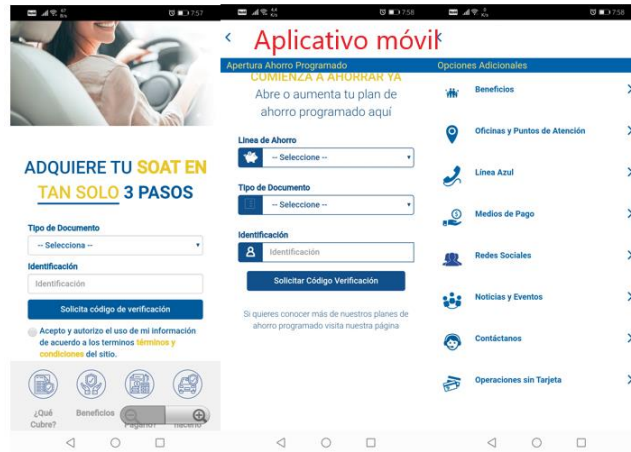 7:57
ADQUIERE TU SOAT EN
TAN SOLO 3 PASOS
Tipo de Documento
-- Selecciona --
Identificación
Identificación
Solicita código de verificación
Acepto y autorizo el uso de mi información
de acuerdo a los terminos términos y
condiciones del sitio.
¿Qué
Cubre?
Beneficios
7:58
Aplicativo móvil
Apertura Ahorro Programado
COMIENZA A AHORRAR YA
Abre o aumenta tu plan de
ahorro programado aquí
Linea de Ahorro
-- Seleccione --
Tipo de Documento
-- Seleccione --
Identificación
Identificación
Solicitar Código Verificación
Si quieres conocer más de nuestros planes de
ahorro programado visita nuestra página
7:58
Opciones Adicionales
Beneficios
Oficinas y Puntos de Atención
Línea Azul
Medios de Pago
Redes Sociales
Noticias y Eventos
Contáctanos
Operaciones sin Tarjeta